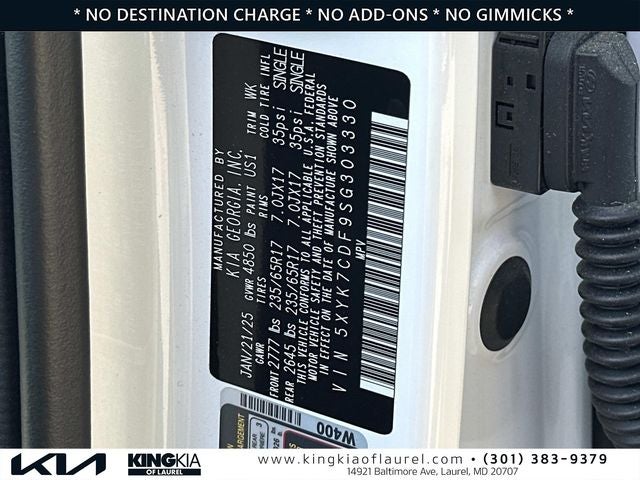 * NO DESTINATION CHARGE * NO ADD-ONS * NO GIMMICKS *
MANUFACTURED BY
KIA GEORGIA, INC.
JAN/21/25 GVWR 4850 lbs PAINT US1 TRIM WK
GAWR TIRES RIMS COLD TIRE INFL
FRONT 2777 lbs 235/65R17 7.0JX17 35psi SINGLE
REAR 2645 lbs 235/65R17 7.0JX17 35psi SINGLE
THIS VEHICLE CONFORMS TO ALL APPLICABLE U.S.A. FEDERAL
MOTOR VEHICLE SAFETY AND THEFT PREVENTION STANDARDS
IN EFFECT ON THE DATE OF MANUFACTURE SHOWN ABOVE
VIN 5XYK7CDF9SG303330
MPV
W400
KIA
KING KIA
OF LAUREL
www.kingkiaoflaurel.com • (301) 383-9379
14921 Baltimore Ave, Laurel, MD 20707